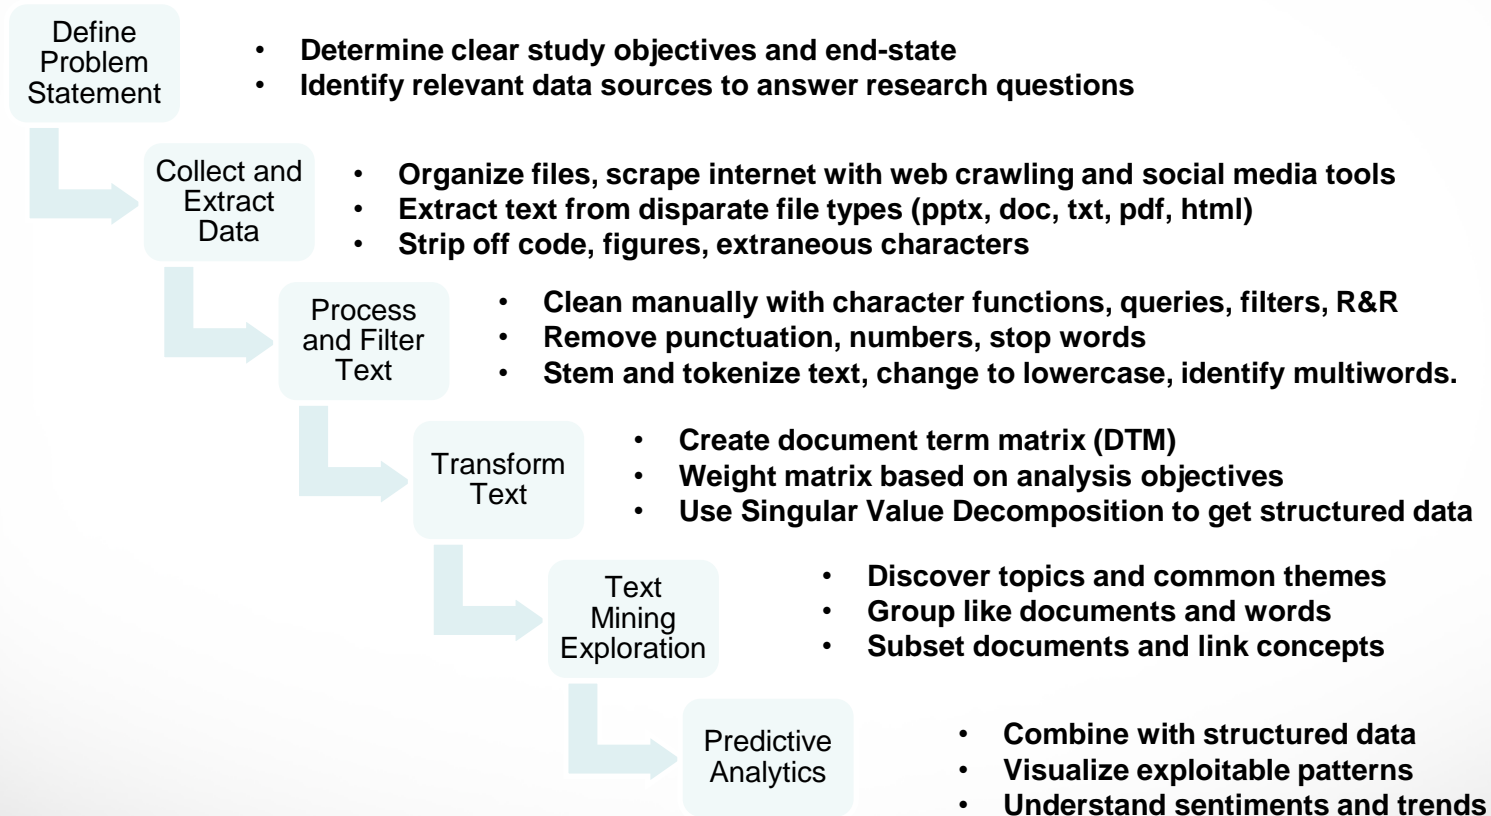 Define
Problem
Statement
• Determine clear study objectives and end-state
• Identify relevant data sources to answer research questions
Collect and
Extract
Data
• Organize files, scrape internet with web crawling and social media tools
• Extract text from disparate file types (pptx, doc, txt, pdf, html)
• Strip off code, figures, extraneous characters
Process
and Filter
Text
• Clean manually with character functions, queries, filters, R&R
• Remove punctuation, numbers, stop words
• Stem and tokenize text, change to lowercase, identify multiwords.
Transform
Text
• Create document term matrix (DTM)
• Weight matrix based on analysis objectives
• Use Singular Value Decomposition to get structured data
Text
Mining
Exploration
• Discover topics and common themes
• Group like documents and words
• Subset documents and link concepts
Predictive
Analytics
• Combine with structured data
• Visualize exploitable patterns
• Understand sentiments and trends